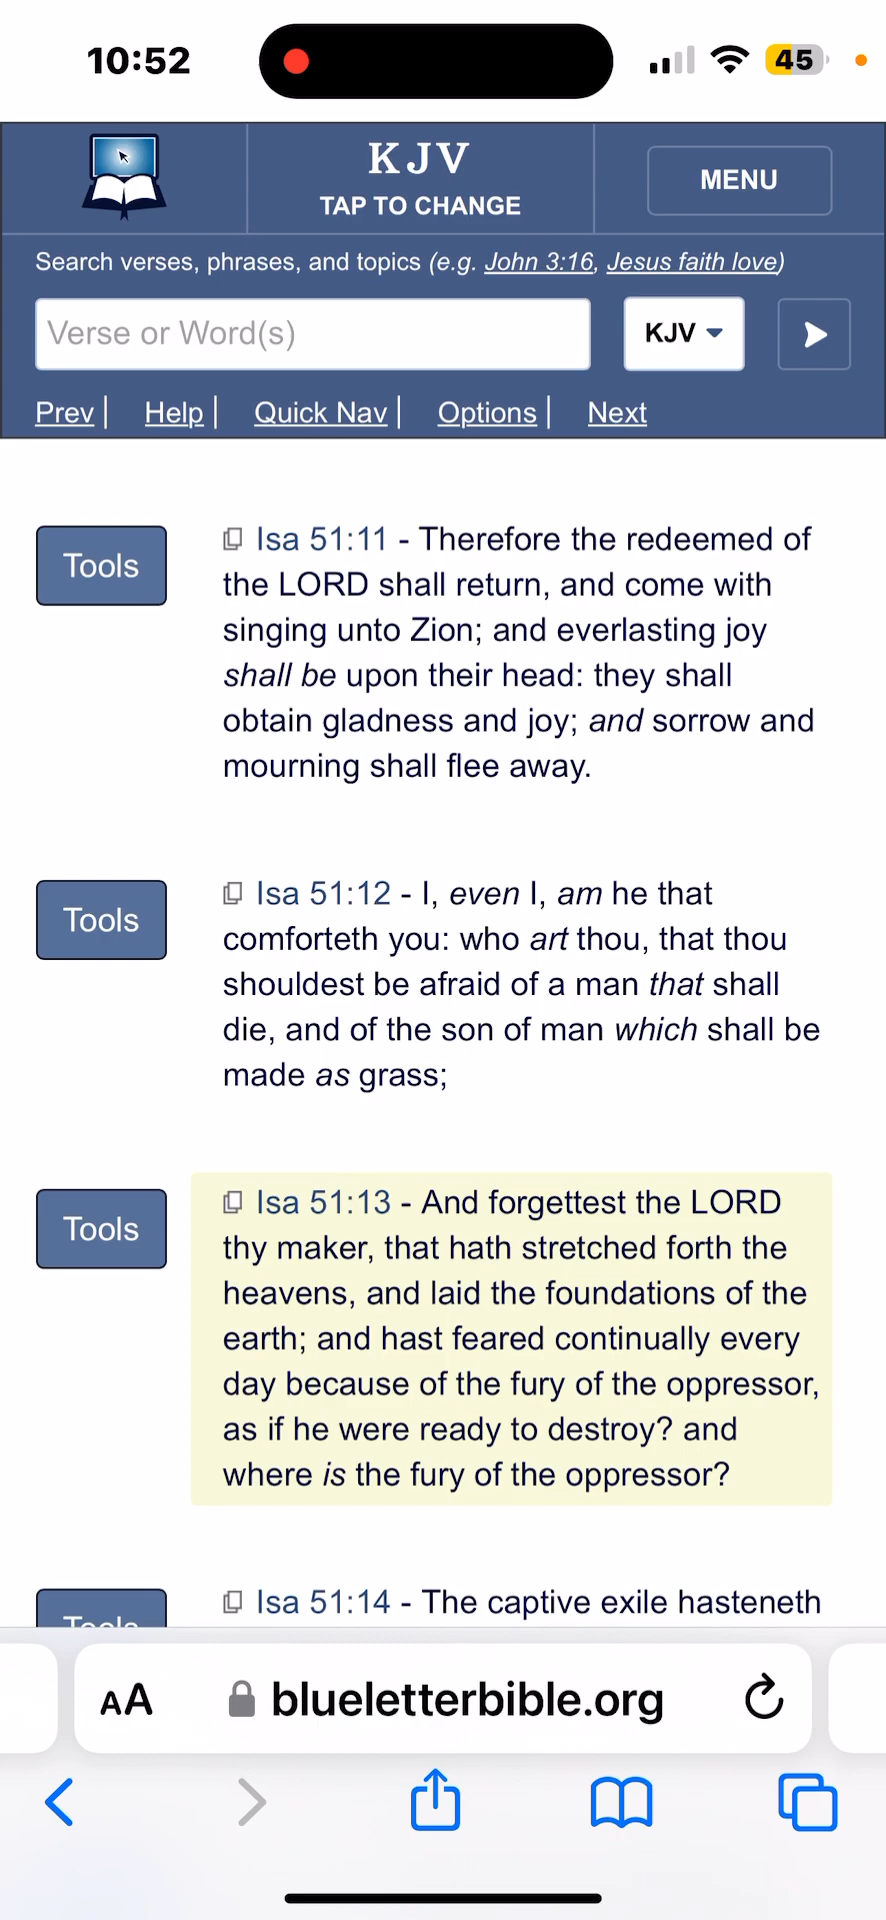 10:52
45
KJV
TAP TO CHANGE
MENU
Search verses, phrases, and topics (e.g. John 3:16, Jesus faith love)
Verse or Word(s)
KJV
Prev | Help | Quick Nav | Options | Next
Tools
Isa 51:11 - Therefore the redeemed of
the LORD shall return, and come with
singing unto Zion; and everlasting joy
shall be upon their head: they shall
obtain gladness and joy; and sorrow and
mourning shall flee away.
Tools
Isa 51:12 - I, even I, am he that
comforteth you: who art thou, that thou
shouldest be afraid of a man that shall
die, and of the son of man which shall be
made as grass;
Tools
Isa 51:13 - And forgettest the LORD
thy maker, that hath stretched forth the
heavens, and laid the foundations of the
earth; and hast feared continually every
day because of the fury of the oppressor,
as if he were ready to destroy? and
where is the fury of the oppressor?
Tools
Isa 51:14 - The captive exile hasteneth
AA
blueletterbible.org